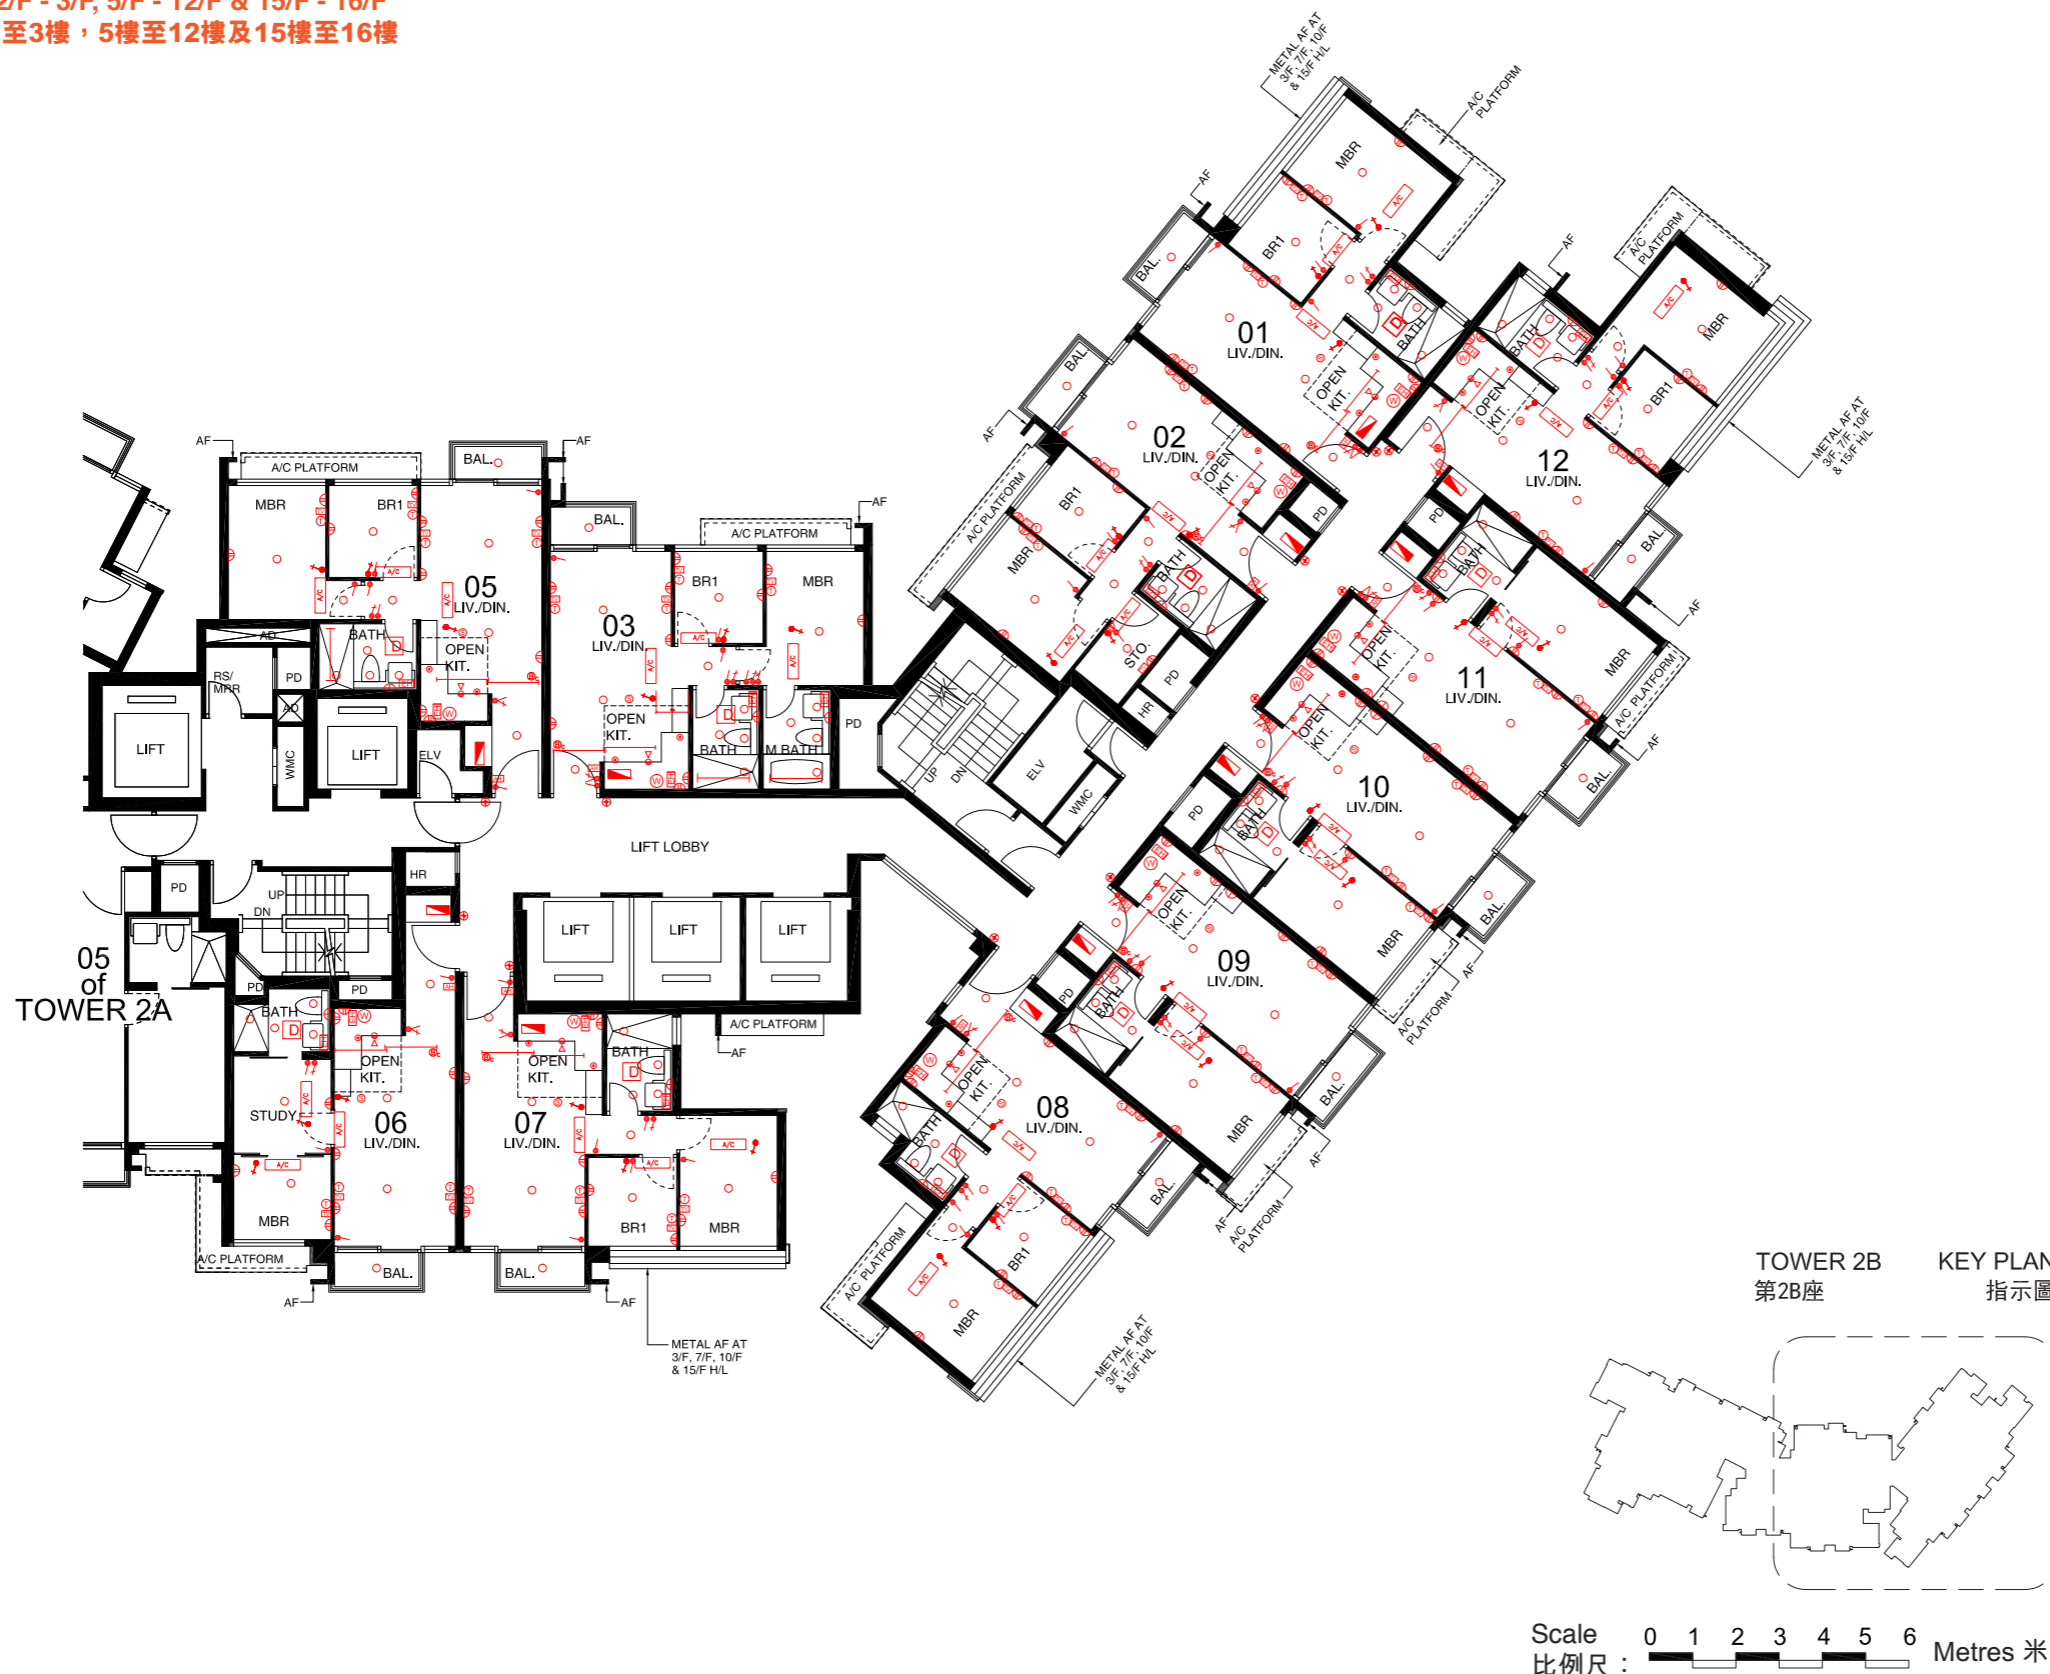 2/F - 3/F, 5/F - 12/F & 15/F - 16/F
至3樓，5樓至12樓及15樓至16樓
METAL AF AT
3/F, 7/F, 10/F
& 15/F H/L
A/C
PLATFORM
AF
MBR
BR1
BAL.
01
LIV./DIN.
OPEN
KIT.
BATH
A/C
PLATFORM
AF
MBR
BR1
BATH
OPEN
KIT.
12
LIV./DIN.
BAL.
AF
METAL AF AT
3/F, 7/F, 10/F
& 15/F H/L
BAL.
AF
02
LIV./DIN.
OPEN
KIT.
PD
A/C PLATFORM
BR1
MBR
BATH
STO.
PD
HR
PD
BATH
11
LIV./DIN.
OPEN
KIT.
MBR
A/C PLATFORM
AF
BAL.
10
LIV./DIN.
OPEN
KIT.
PD
BATH
MBR
BAL.
AF
A/C
PLATFORM
09
LIV./DIN.
OPEN
KIT.
PD
BATH
MBR
BAL.
AF
A/C
PLATFORM
08
LIV./DIN.
OPEN
KIT.
BATH
BAL.
AF
BR1
MBR
A/C PLATFORM
METAL AF AT
3/F, 7/F, 10/F
& 15/F H/L
AF
A/C PLATFORM
BAL.
AF
MBR
BR1
05
LIV./DIN.
BATH
OPEN
KIT.
AD
RS/
MRR
PD
AD
LIFT
WMC
LIFT
ELV
BAL.
A/C PLATFORM
AF
BR1
MBR
03
LIV./DIN.
OPEN
KIT.
BATH
M.BATH
PD
UP
DN
ELV
WMC
LIFT LOBBY
LIFT
LIFT
LIFT
HR
PD
UP
DN
PD
PD
05
of
TOWER 2A
BATH
OPEN
KIT.
STUDY
06
LIV./DIN.
MBR
A/C PLATFORM
BAL.
AF
07
LIV./DIN.
OPEN
KIT.
BATH
A/C PLATFORM
AF
BR1
MBR
BAL.
AF
METAL AF AT
3/F, 7/F, 10/F
& 15/F H/L
TOWER 2B
第2B座
KEY PLAN
指示圖
Scale
比例尺：
0 1 2 3 4 5 6
Metres 米